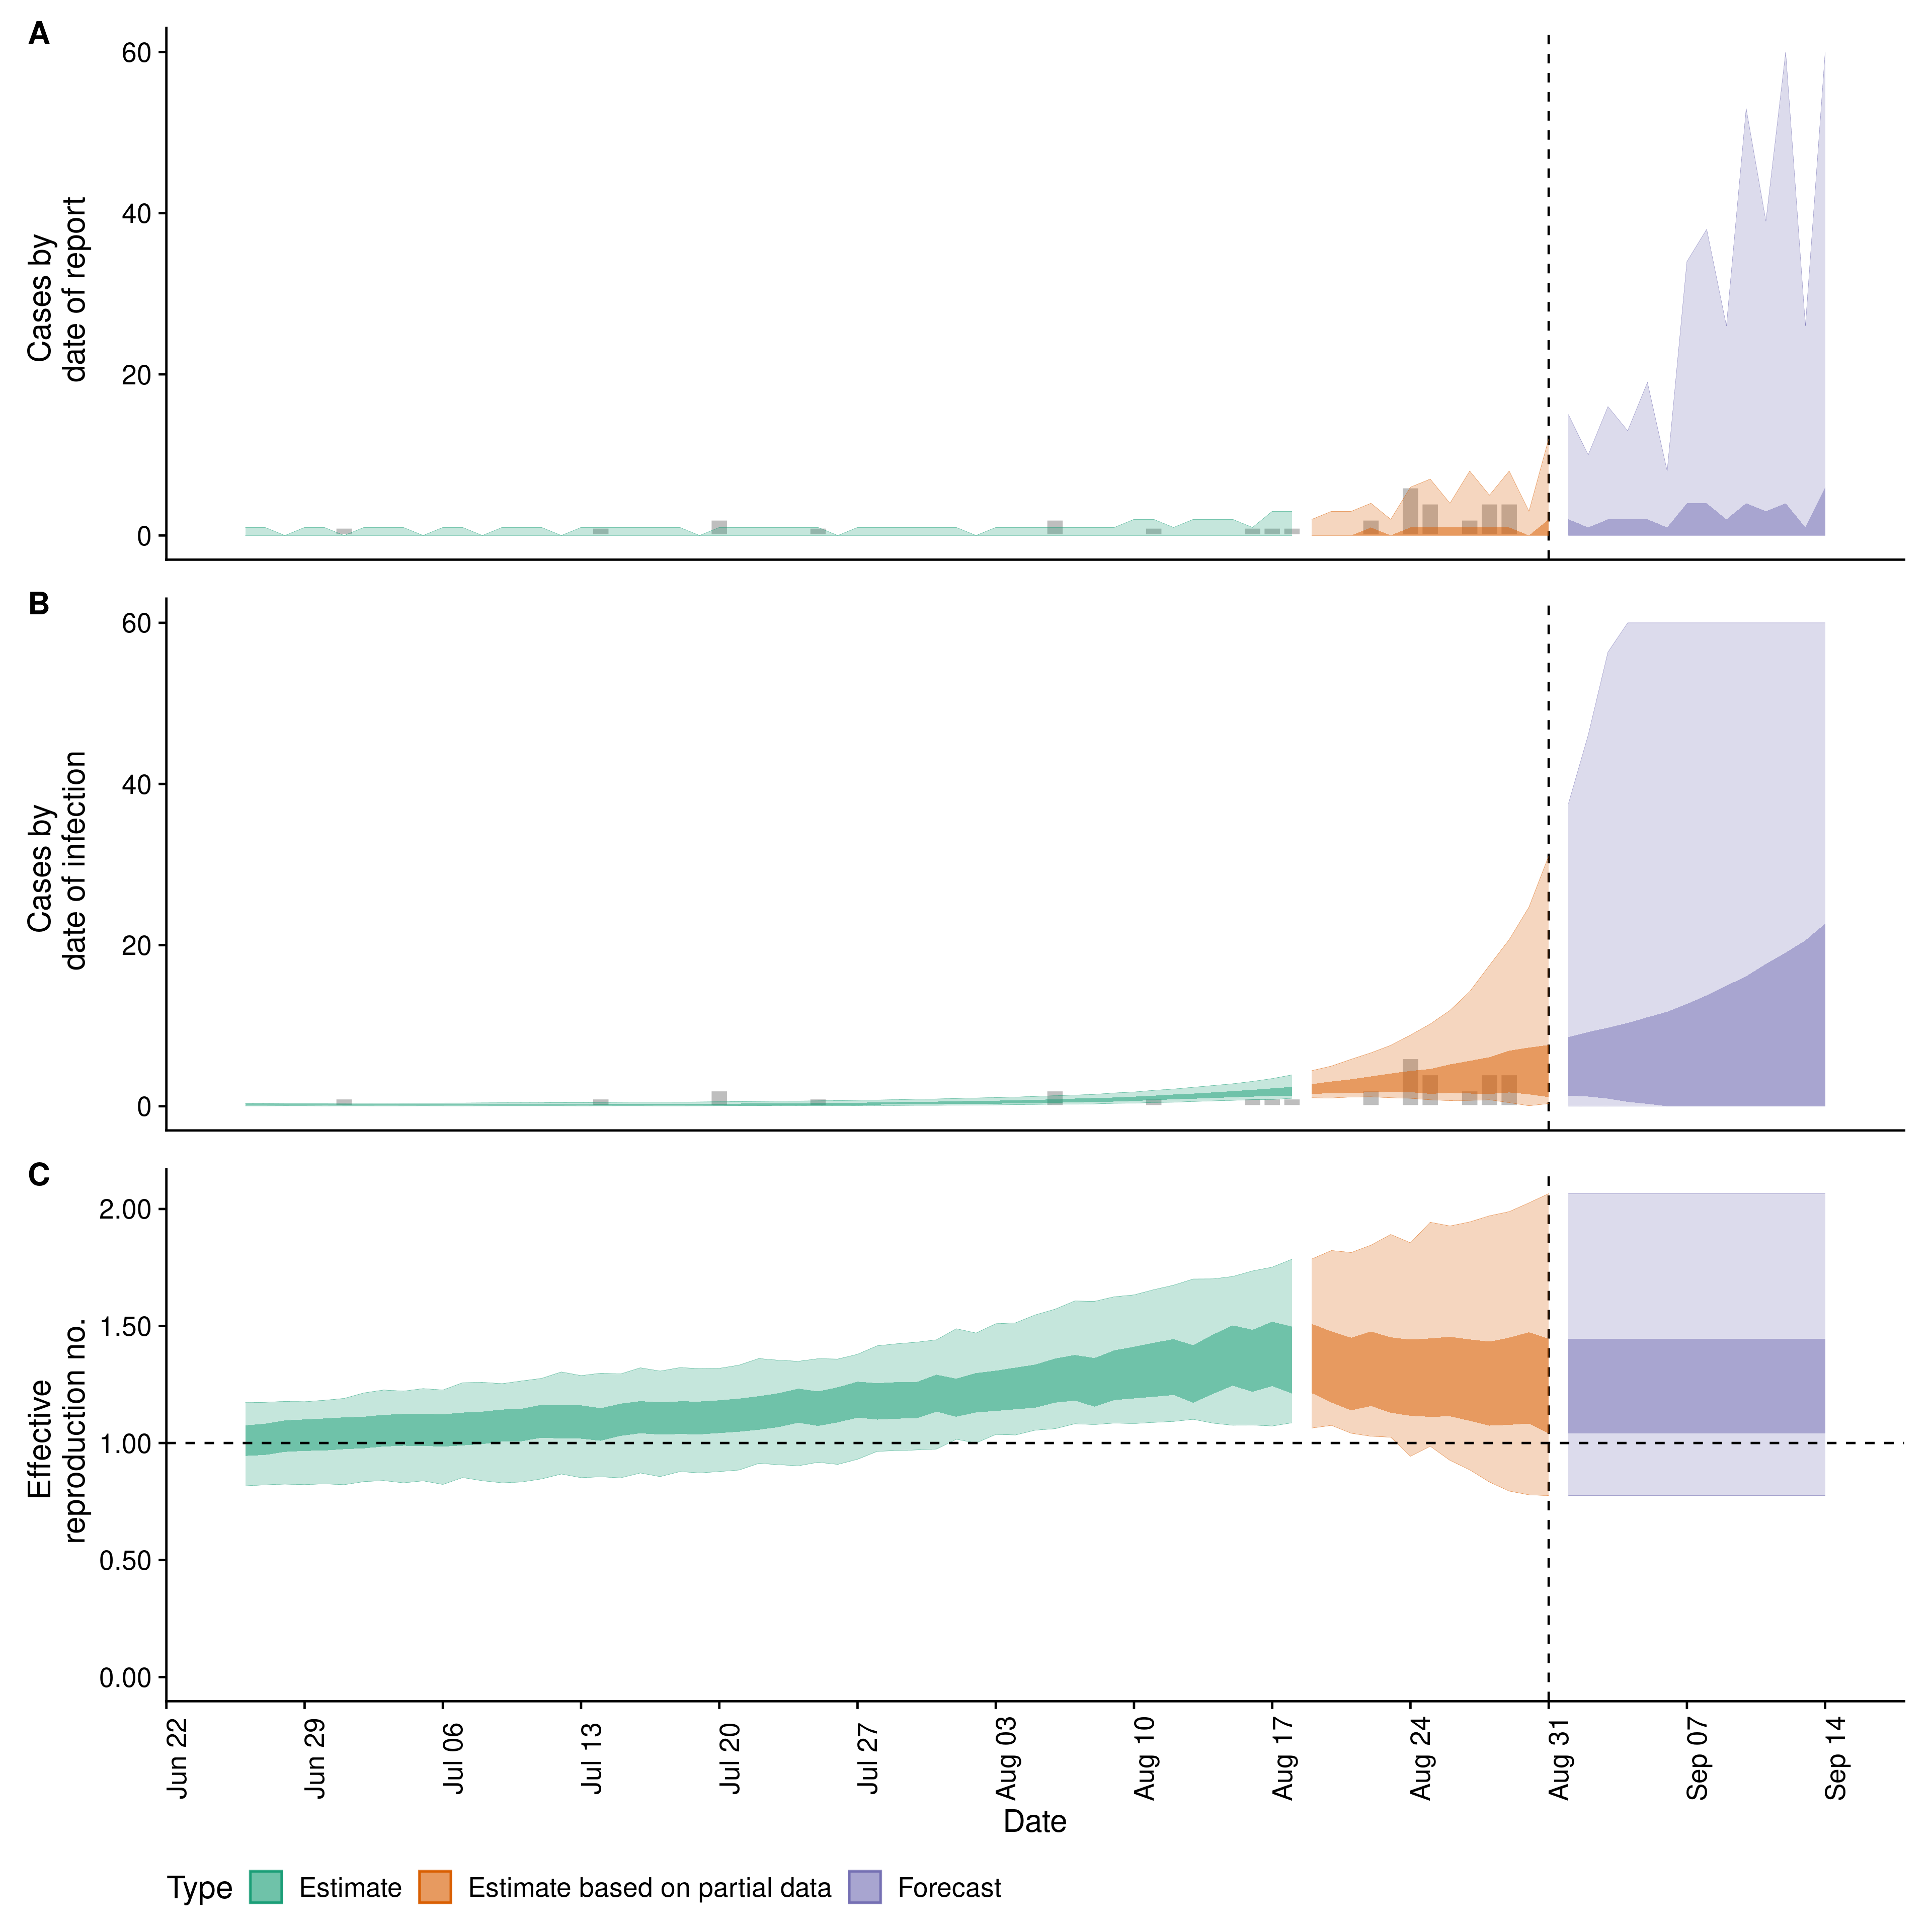 A
60
40
20
0
Cases by
date of report
B
60
40
20
0
Cases by
date of infection
C
2.00
1.50
1.00
0.50
0.00
Effective
reproduction no.
Jun 22
Jun 29
Jul 06
Jul 13
Jul 20
Jul 27
Aug 03
Aug 10
Aug 17
Aug 24
Aug 31
Sep 07
Sep 14
Date
Type Estimate Estimate based on partial data Forecast